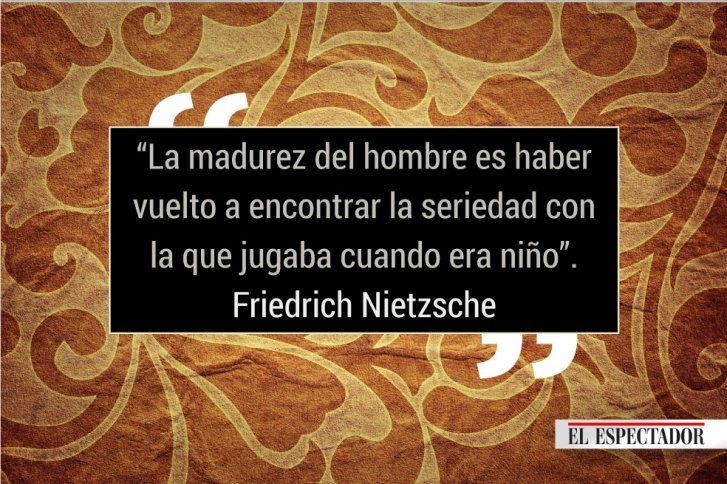 “La madurez del hombre es haber
vuelto a encontrar la seriedad con
la que jugaba cuando era niño”.
Friedrich Nietzsche
EL ESPECTADOR